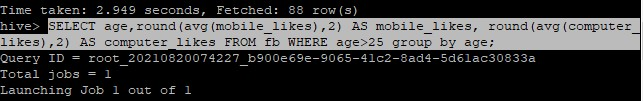 Time taken: 2.949 seconds, Fetched: 88 row(s)
hive> SELECT age,round(avg(mobile_likes),2) AS mobile_likes, round(avg(computer_
likes),2) AS computer_likes FROM fb WHERE age>25 group by age;
Query ID = root_20210820074227_b900e69e-9065-41c2-8ad4-5d61ac30833a
Total jobs = 1
Launching Job 1 out of 1